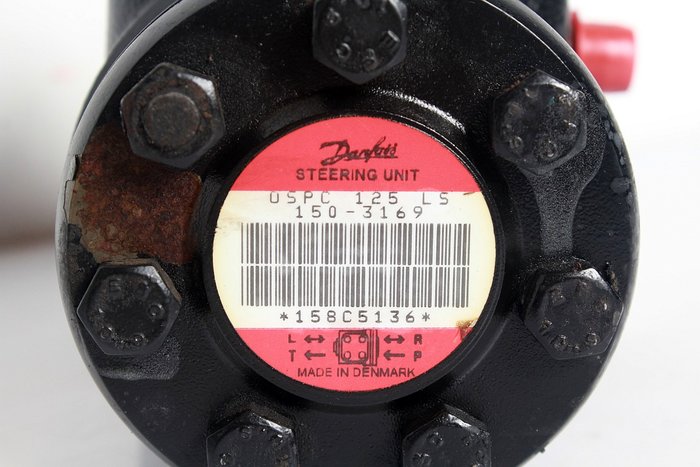 Danfoss
STEERING UNIT
OSPC 125 LS
150-3169
*158C5136*
L ↔ ↔ R
T ← ← P
MADE IN DENMARK